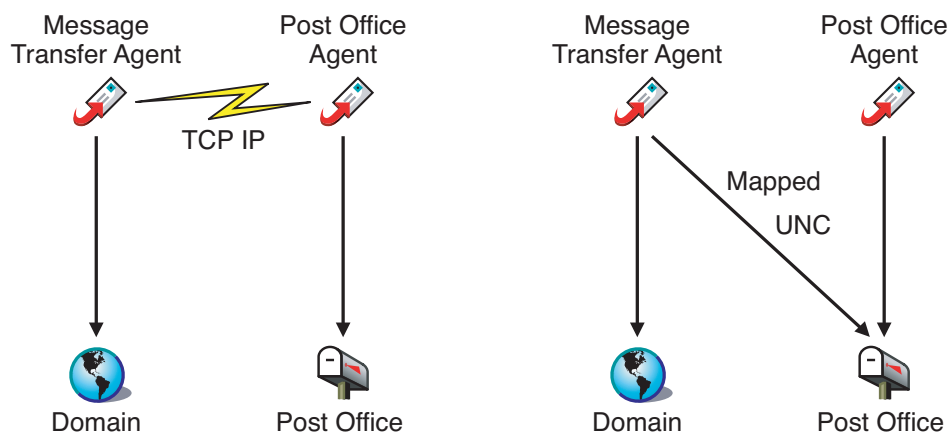 Message
Transfer Agent
Post Office
Agent
TCP IP
Domain
Post Office
Message
Transfer Agent
Post Office
Agent
Mapped
UNC
Domain
Post Office